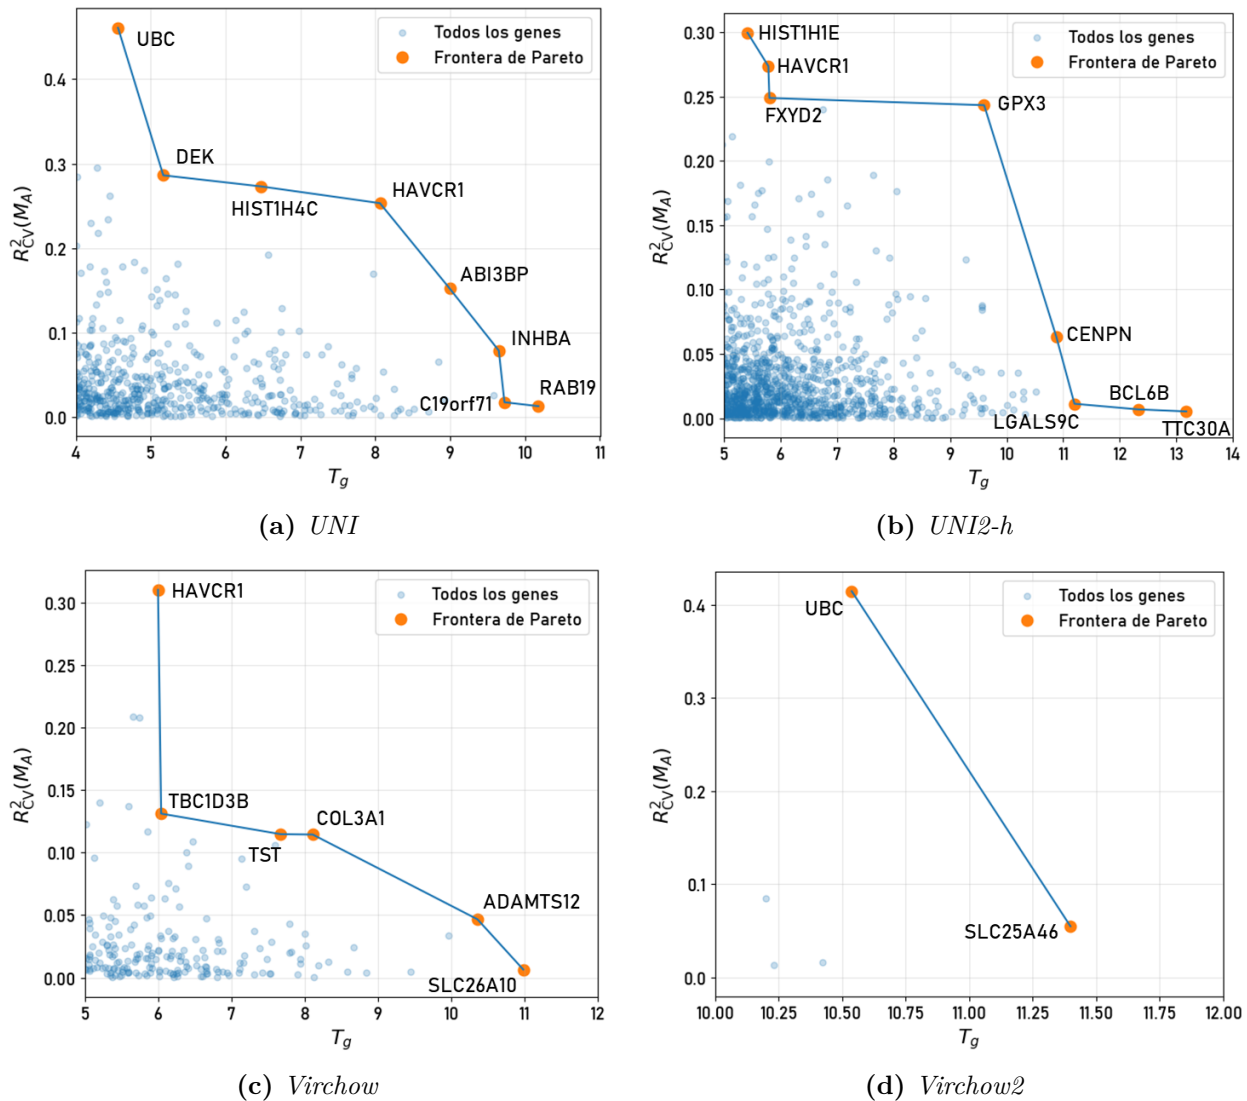 UBC
Todos los genes
Frontera de Pareto
0.4
DEK
0.3
HAVCR1
HIST1H4C
R²CV(MA)
0.2
ABI3BP
INHBA
0.1
RAB19
C19orf71
0.0
4 5 6 7 8 9 10 11
Tg
(a) UNI
0.30
HIST1H1E
Todos los genes
HAVCR1
Frontera de Pareto
0.25
GPX3
FXYD2
0.20
R²CV(MA)
0.15
0.10
CENPN
0.05
BCL6B
0.00
LGALS9C
TTC30A
5 6 7 8 9 10 11 12 13 14
Tg
(b) UNI2-h
0.30
HAVCR1
Todos los genes
Frontera de Pareto
0.25
0.20
R²CV(MA)
0.15
TBC1D3B
COL3A1
TST
0.10
ADAMTS12
0.05
0.00
SLC26A10
5 6 7 8 9 10 11 12
Tg
(c) Virchow
0.4
UBC
Todos los genes
Frontera de Pareto
0.3
R²CV(MA)
0.2
0.1
SLC25A46
0.0
10.00 10.25 10.50 10.75 11.00 11.25 11.50 11.75 12.00
Tg
(d) Virchow2